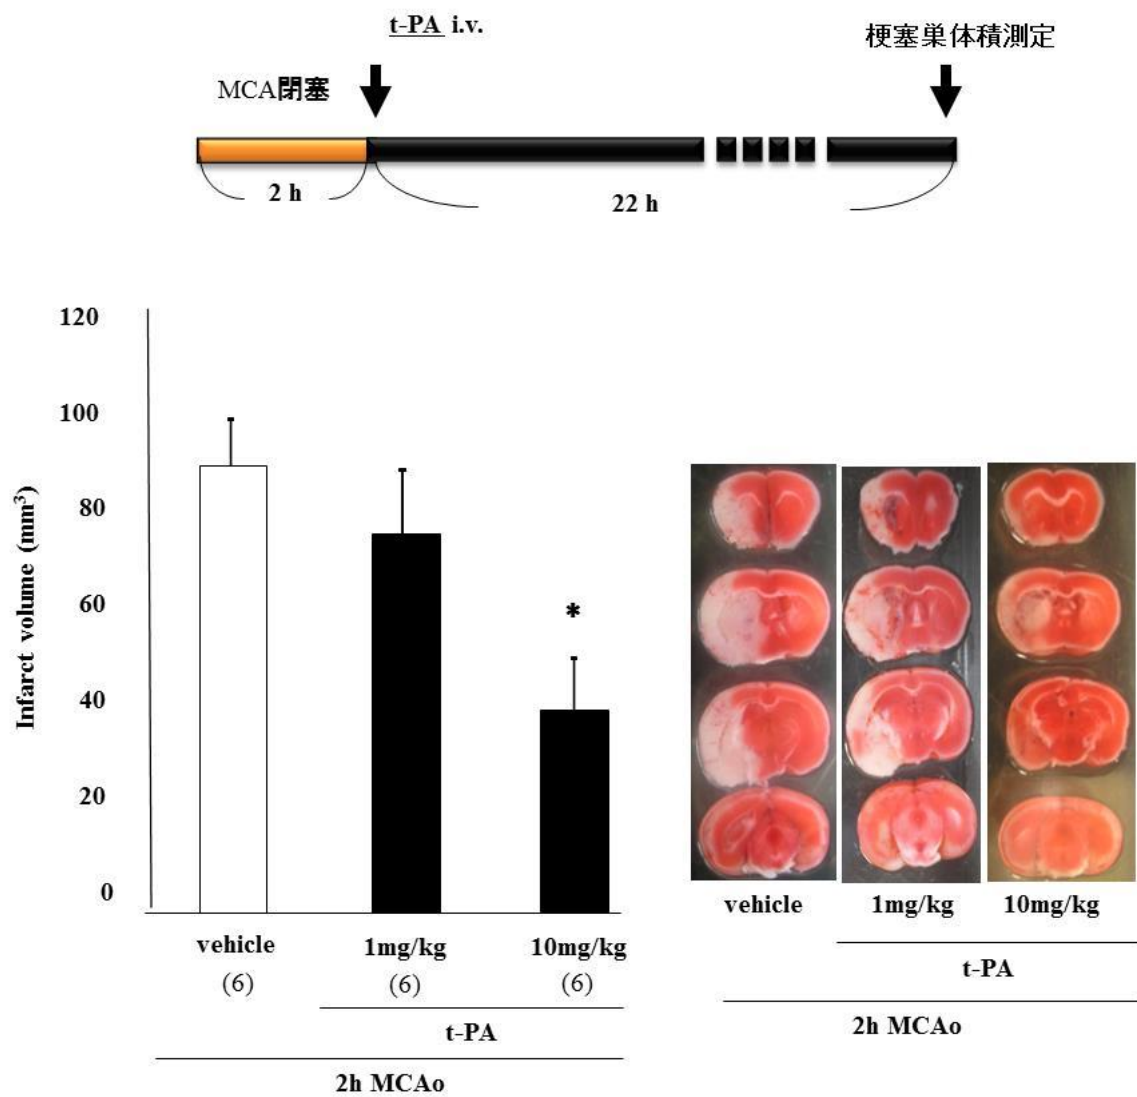 t-PA i.v.
梗塞巣体積測定
MCA閉塞
2 h
22 h
Infarct volume (mm³)
120
100
80
60
40
20
0
*
vehicle
(6)
1mg/kg
(6)
10mg/kg
(6)
t-PA
2h MCAo
vehicle
1mg/kg
10mg/kg
t-PA
2h MCAo